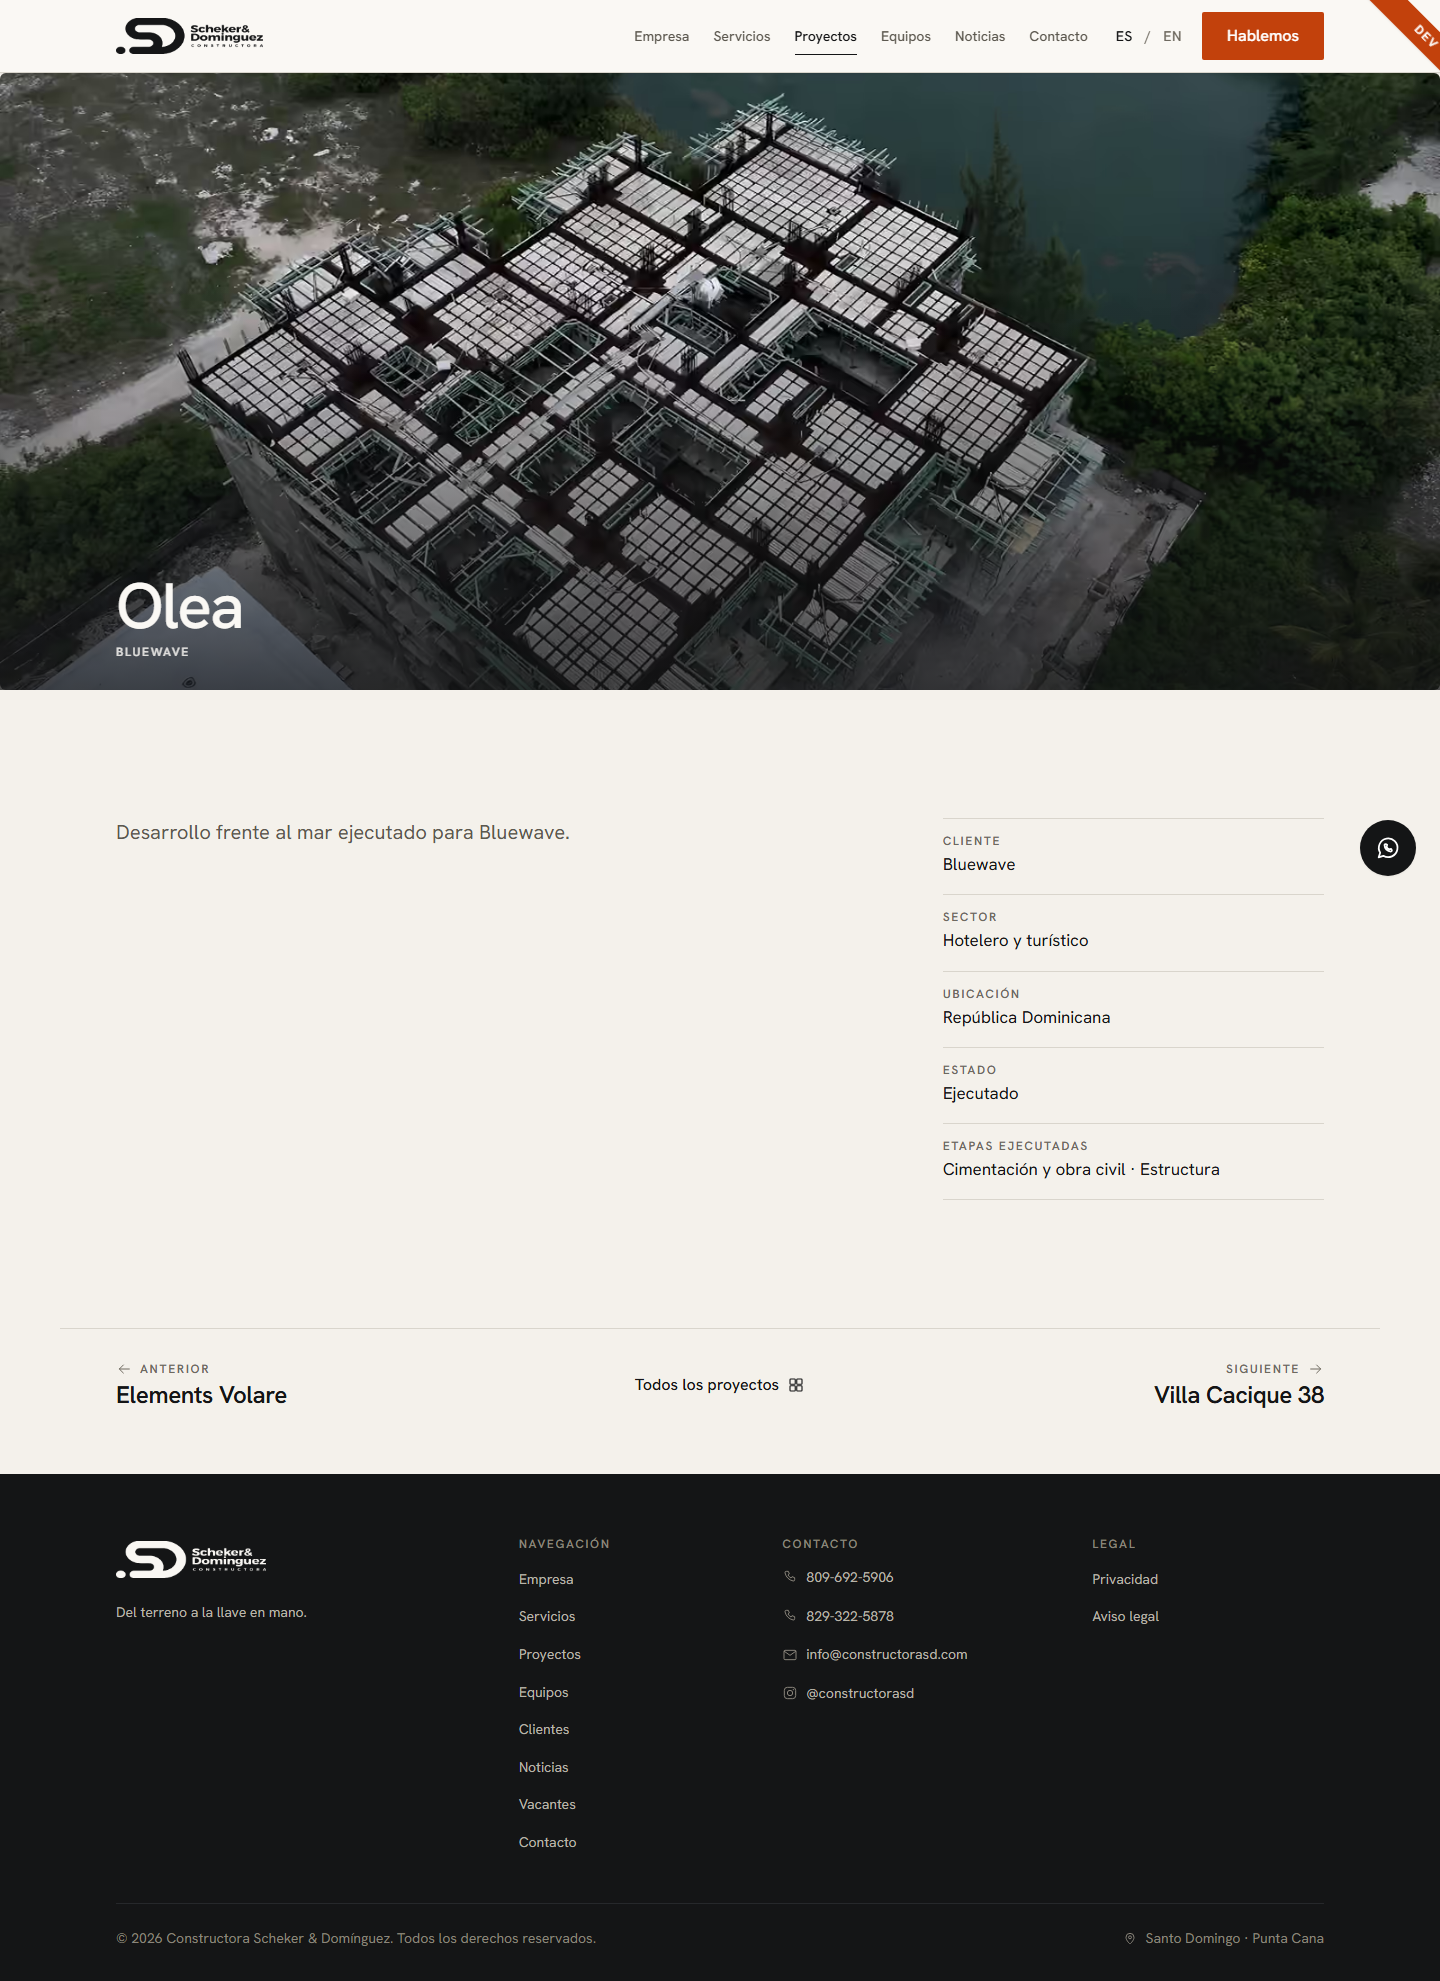 Scheker&
Dominguez
CONSTRUCTORA
Empresa
Servicios
Proyectos
Equipos
Noticias
Contacto
ES / EN
Hablemos
DEV
Olea
BLUEWAVE
Desarrollo frente al mar ejecutado para Bluewave.
CLIENTE
Bluewave
SECTOR
Hotelero y turístico
UBICACIÓN
República Dominicana
ESTADO
Ejecutado
ETAPAS EJECUTADAS
Cimentación y obra civil · Estructura
ANTERIOR
Elements Volare
Todos los proyectos
SIGUIENTE
Villa Cacique 38
Scheker&
Dominguez
CONSTRUCTORA
Del terreno a la llave en mano.
NAVEGACIÓN
Empresa
Servicios
Proyectos
Equipos
Clientes
Noticias
Vacantes
Contacto
CONTACTO
809-692-5906
829-322-5878
info@constructorasd.com
@constructorasd
LEGAL
Privacidad
Aviso legal
© 2026 Constructora Scheker & Domínguez. Todos los derechos reservados.
Santo Domingo · Punta Cana